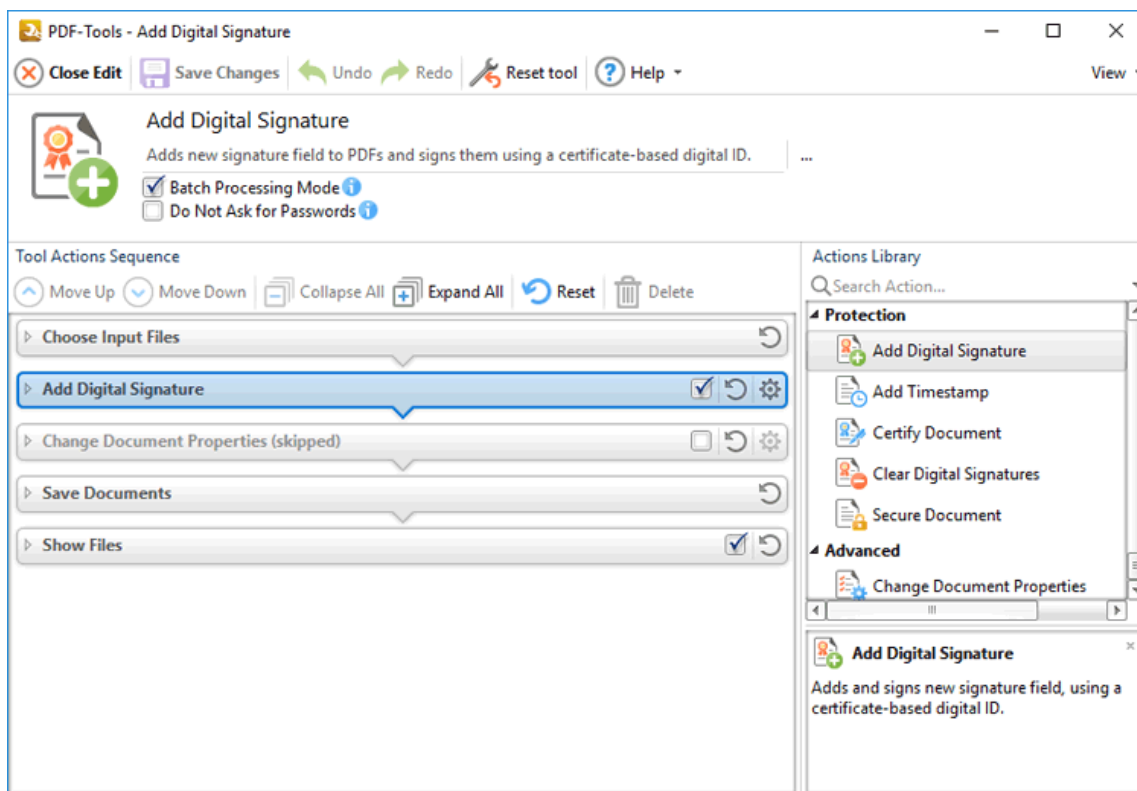 PDF-Tools - Add Digital Signature
Close Edit Save Changes Undo Redo Reset tool Help View
Add Digital Signature
Adds new signature field to PDFs and signs them using a certificate-based digital ID. ...
Batch Processing Mode
Do Not Ask for Passwords
Tool Actions Sequence
Move Up Move Down Collapse All Expand All Reset Delete
Choose Input Files
Add Digital Signature
Change Document Properties (skipped)
Save Documents
Show Files
Actions Library
Search Action...
Protection
Add Digital Signature
Add Timestamp
Certify Document
Clear Digital Signatures
Secure Document
Advanced
Change Document Properties
Add Digital Signature
Adds and signs new signature field, using a
certificate-based digital ID.